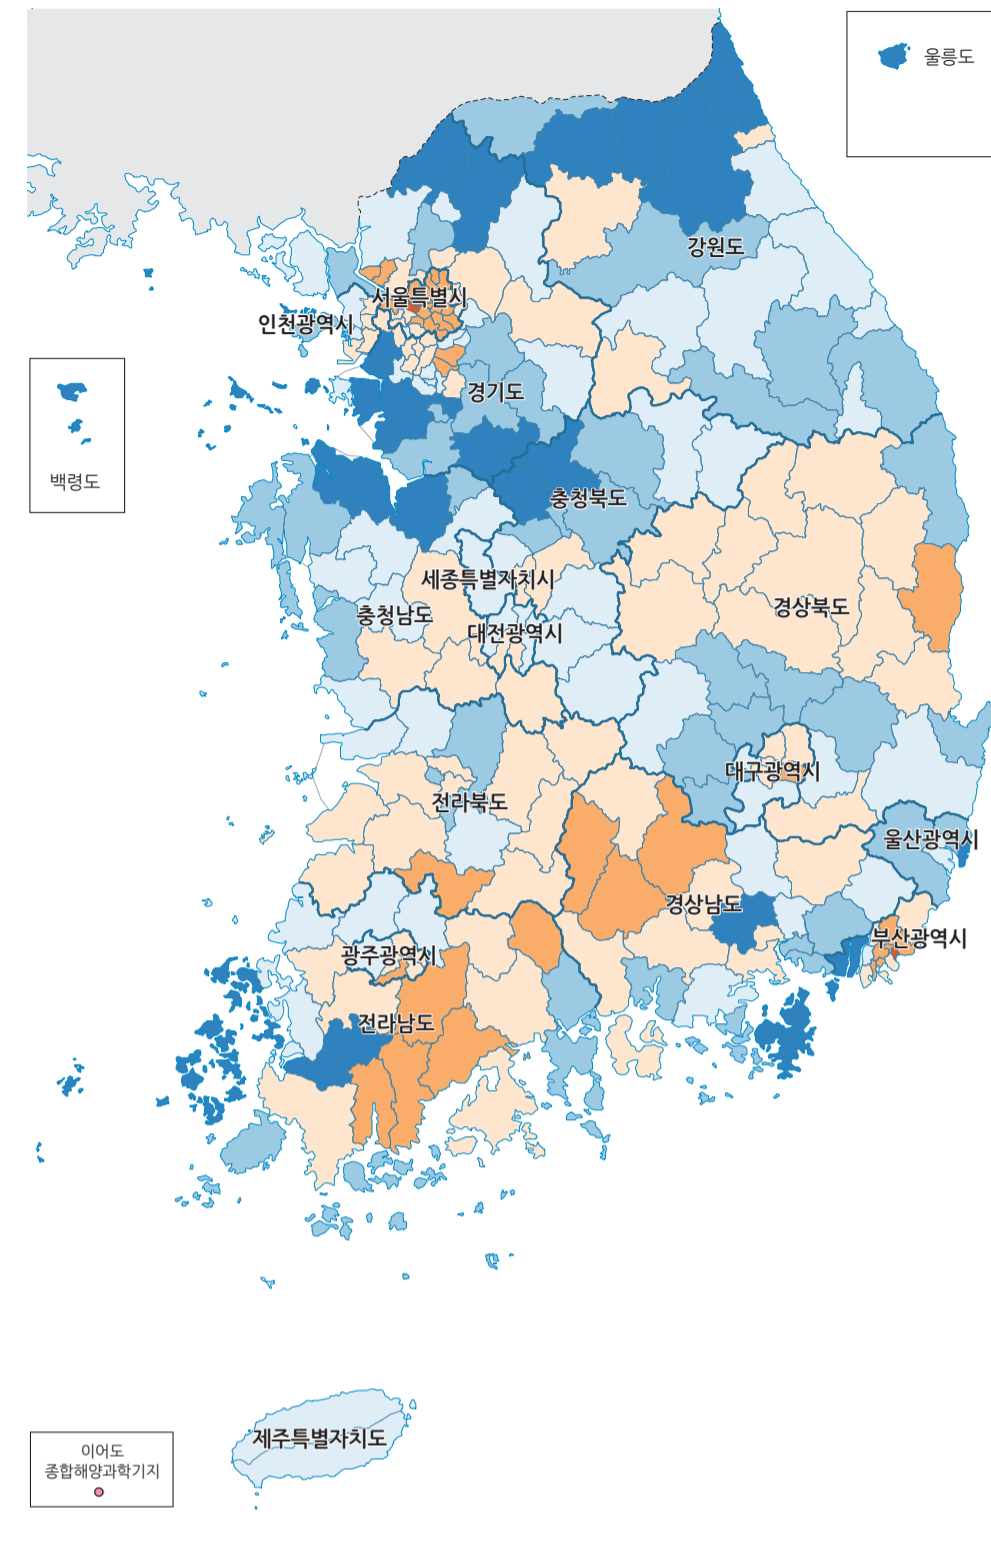 울릉도
강원도
서울특별시
인천광역시
경기도
백령도
충청북도
세종특별자치시
경상북도
충청남도
대전광역시
대구광역시
전라북도
울산광역시
경상남도
부산광역시
광주광역시
전라남도
제주특별자치도
이어도
종합해양과학기지